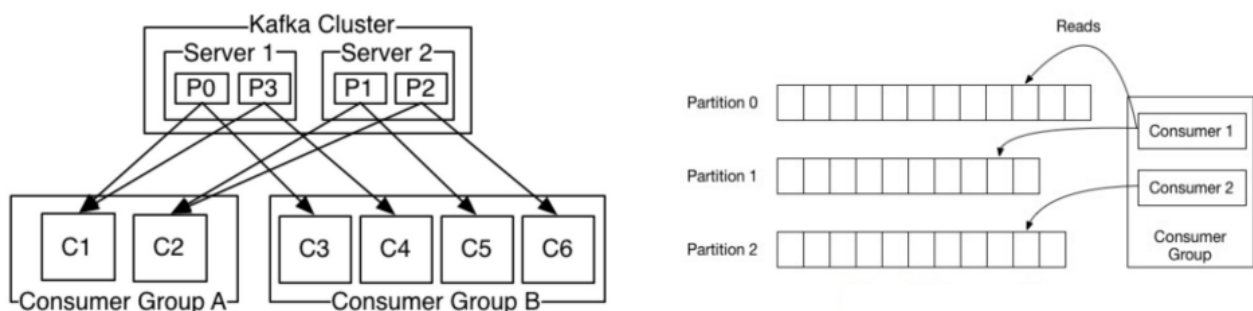 Kafka Cluster
Server 1
Server 2
P0
P3
P1
P2
C1
C2
C3
C4
C5
C6
Consumer Group A
Consumer Group B
Reads
Partition 0
Consumer 1
Partition 1
Consumer 2
Partition 2
Consumer
Group